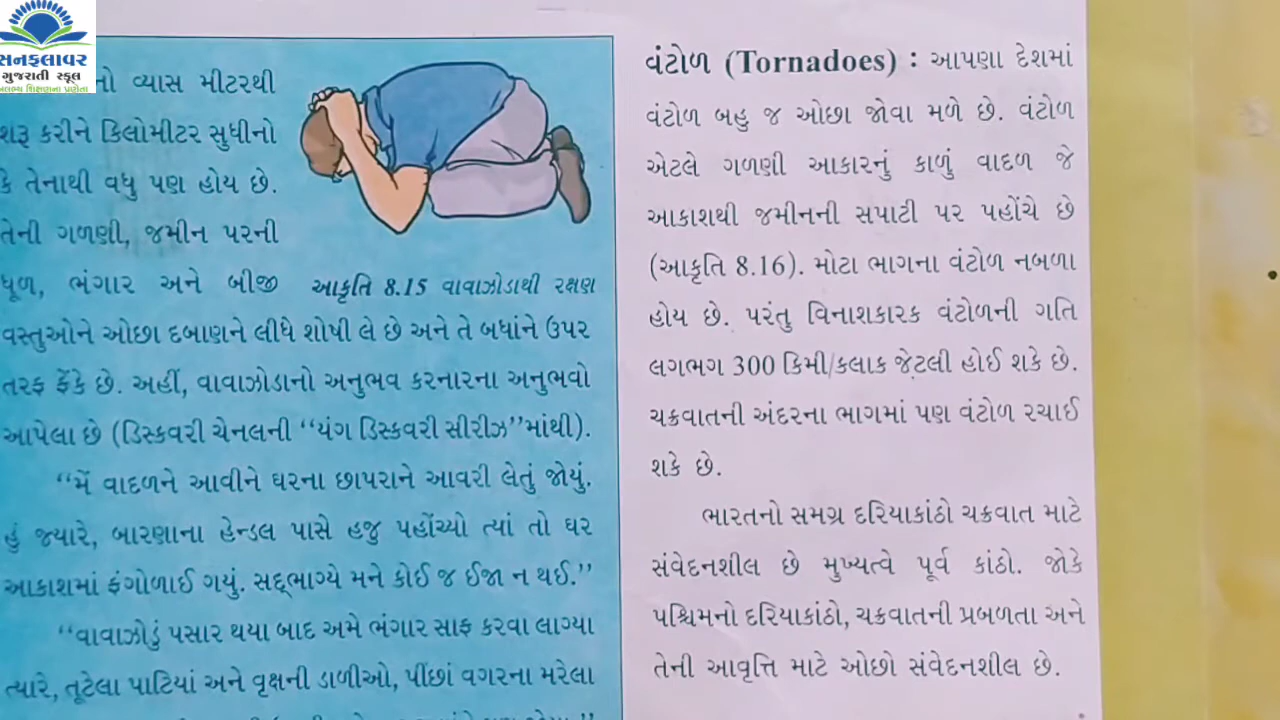 સનફલાવર
ગુજરાતી સ્કૂલ
નો વ્યાસ મીટરથી
શરૂ કરીને કિલોમીટર સુધીનો
કે તેનાથી વધુ પણ હોય છે.
તેની ગળણી, જમીન પરની
ધૂળ, ભંગાર અને બીજી
આકૃતિ 8.15 વાવાઝોડાથી રક્ષણ
વસ્તુઓને ઓછા દબાણને લીધે શોષી લે છે અને તે બધાંને ઉપર
તરફ ફેંકે છે. અહીં, વાવાઝોડાનો અનુભવ કરનારના અનુભવો
આપેલા છે (ડિસ્કવરી ચેનલની “યંગ ડિસ્કવરી સીરીઝ”માંથી).
“મેં વાદળને આવીને ઘરના છાપરાને આવરી લેતું જોયું.
હું જ્યારે, બારણાના હેન્ડલ પાસે હજુ પહોંચ્યો ત્યાં તો ઘર
આકાશમાં ફંગોળાઈ ગયું. સદ્ભાગ્યે મને કોઈ જ ઈજા ન થઈ.”
“વાવાઝોડું પસાર થયા બાદ અમે ભંગાર સાફ કરવા લાગ્યા
ત્યારે, તૂટેલા પાટિયાં અને વૃક્ષની ડાળીઓ, પીંછાં વગરના મરેલા
વંટોળ (Tornadoes) : આપણા દેશમાં
વંટોળ બહુ જ ઓછા જોવા મળે છે. વંટોળ
એટલે ગળણી આકારનું કાળું વાદળ જે
આકાશથી જમીનની સપાટી પર પહોંચે છે
(આકૃતિ 8.16). મોટા ભાગના વંટોળ નબળા
હોય છે. પરંતુ વિનાશકારક વંટોળની ગતિ
લગભગ 300 કિમી/કલાક જેટલી હોઈ શકે છે.
ચક્રવાતની અંદરના ભાગમાં પણ વંટોળ રચાઈ
શકે છે.
ભારતનો સમગ્ર દરિયાકાંઠો ચક્રવાત માટે
સંવેદનશીલ છે મુખ્યત્વે પૂર્વ કાંઠો. જોકે
પશ્ચિમનો દરિયાકાંઠો, ચક્રવાતની પ્રબળતા અને
તેની આવૃત્તિ માટે ઓછો સંવેદનશીલ છે.